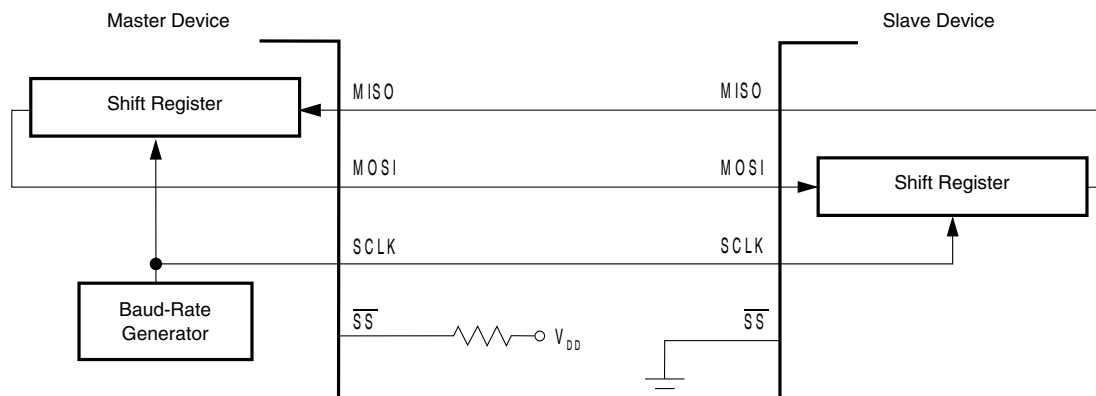 Master Device
Slave Device
Shift Register
MISO
MISO
MOSI
MOSI
Shift Register
SCLK
SCLK
Baud-Rate
Generator
SS
VDD
SS